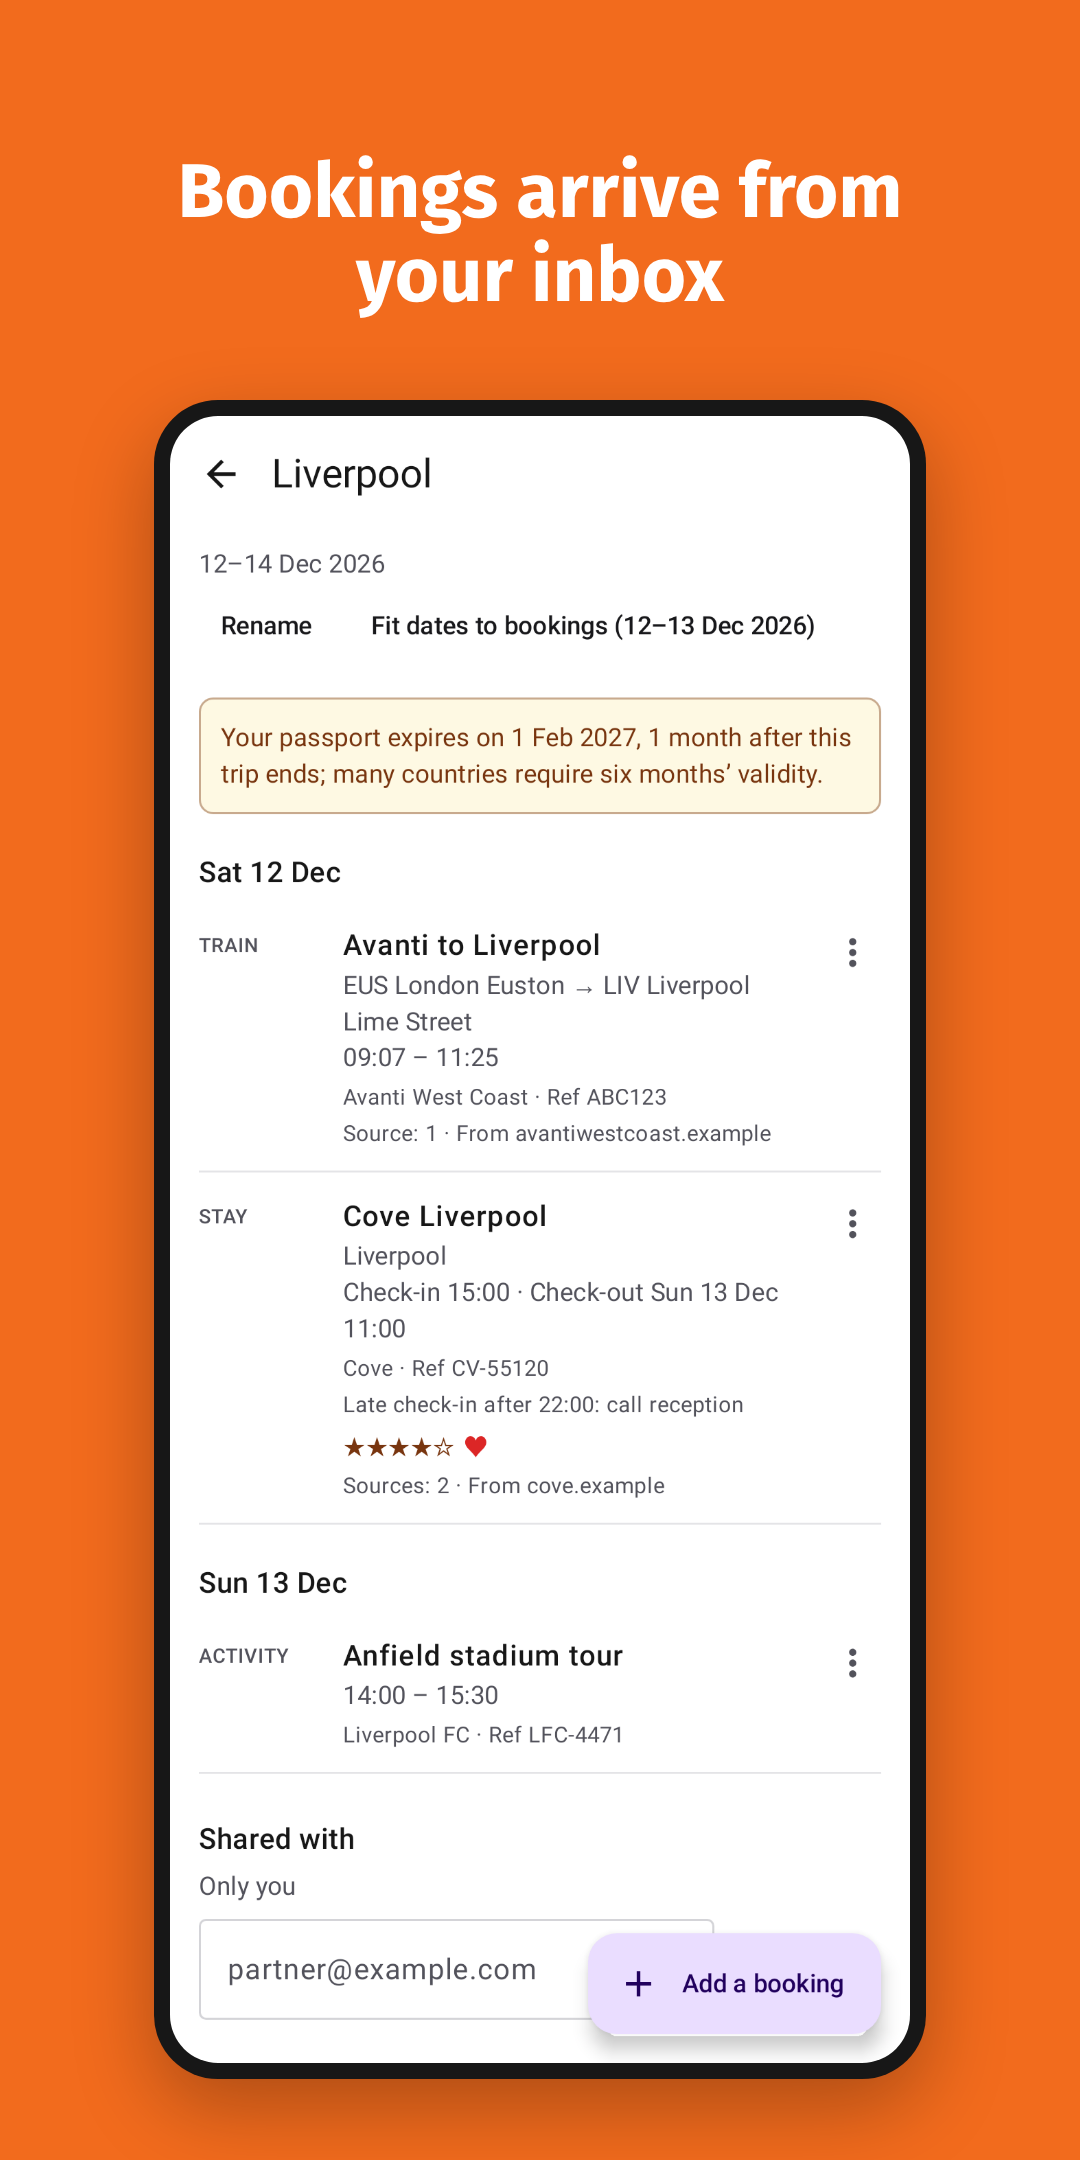 Bookings arrive from
your inbox
Liverpool
12–14 Dec 2026
Rename Fit dates to bookings (12–13 Dec 2026)
Your passport expires on 1 Feb 2027, 1 month after this
trip ends; many countries require six months’ validity.
Sat 12 Dec
TRAIN
Avanti to Liverpool
EUS London Euston → LIV Liverpool
Lime Street
09:07 – 11:25
Avanti West Coast · Ref ABC123
Source: 1 · From avantiwestcoast.example
STAY
Cove Liverpool
Liverpool
Check-in 15:00 · Check-out Sun 13 Dec
11:00
Cove · Ref CV-55120
Late check-in after 22:00: call reception
★★★★☆ ♥
Sources: 2 · From cove.example
Sun 13 Dec
ACTIVITY
Anfield stadium tour
14:00 – 15:30
Liverpool FC · Ref LFC-4471
Shared with
Only you
partner@example.com
Add a booking